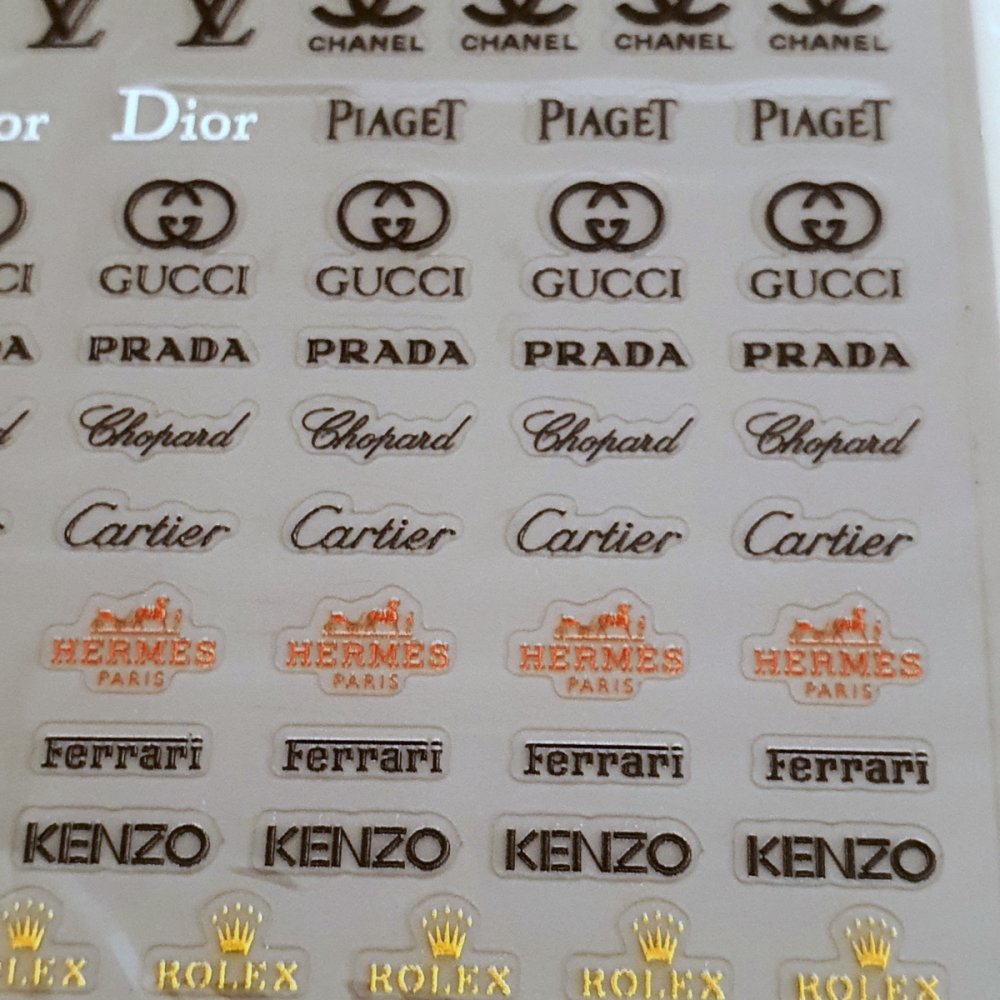 CHANEL CHANEL CHANEL CHANEL
Dior PIAGET PIAGET PIAGET
GUCCI GUCCI GUCCI GUCCI
PRADA PRADA PRADA PRADA
Chopard Chopard Chopard Chopard
Cartier Cartier Cartier Cartier
HERMES HERMES HERMES HERMÈS
PARIS PARIS PARIS PARIS
Ferrari Ferrari Ferrari Ferrari
KENZO KENZO KENZO KENZO
ROLEX ROLEX ROLEX ROLEX